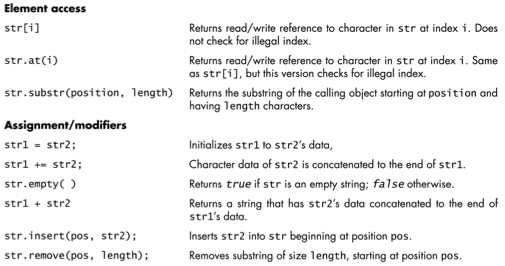 Element access
str[i] Returns read/write reference to character in str at index i. Does
not check for illegal index.
str.at(i) Returns read/write reference to character in str at index i. Same
as str[i], but this version checks for illegal index.
str.substr(position, length) Returns the substring of the calling object starting at position and
having length characters.
Assignment/modifiers
str1 = str2; Initializes str1 to str2's data,
str1 += str2; Character data of str2 is concatenated to the end of str1.
str.empty( ) Returns true if str is an empty string; false otherwise.
str1 + str2 Returns a string that has str2's data concatenated to the end of
str1's data.
str.insert(pos, str2); Inserts str2 into str beginning at position pos.
str.remove(pos, length); Removes substring of size length, starting at position pos.